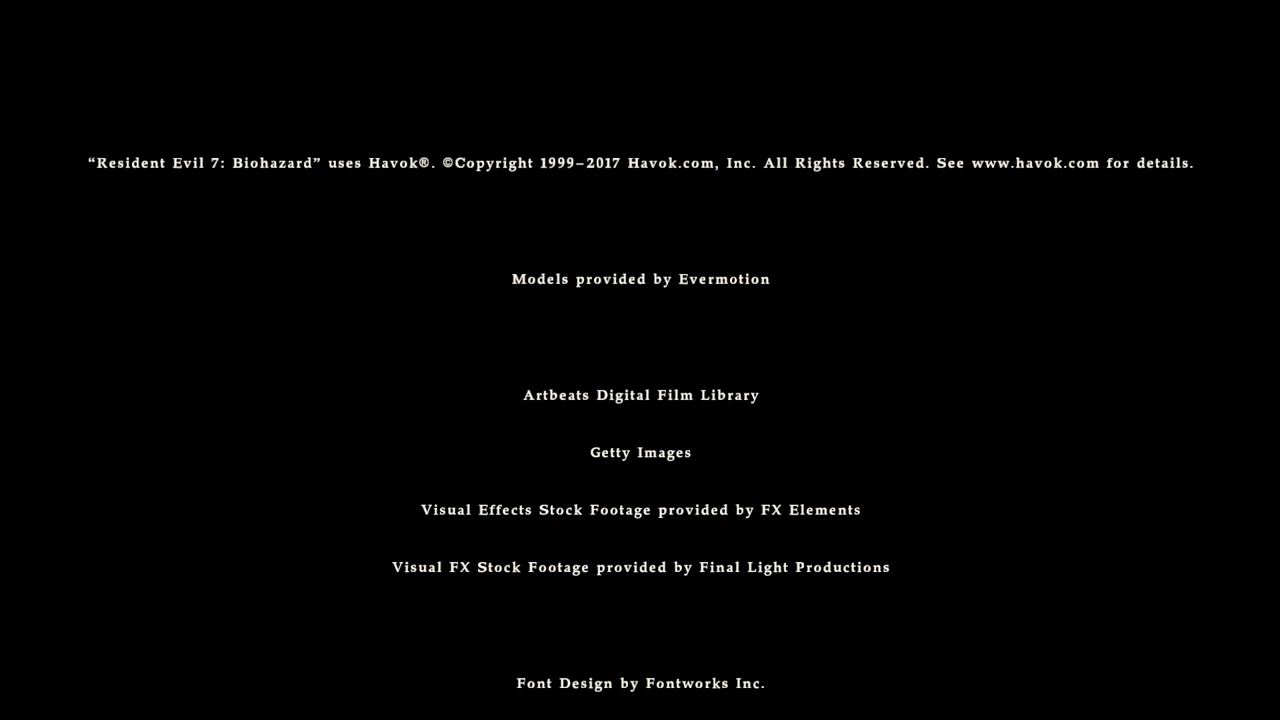 “Resident Evil 7: Biohazard” uses Havok®. ©Copyright 1999–2017 Havok.com, Inc. All Rights Reserved. See www.havok.com for details.
Models provided by Evermotion
Artbeats Digital Film Library
Getty Images
Visual Effects Stock Footage provided by FX Elements
Visual FX Stock Footage provided by Final Light Productions
Font Design by Fontworks Inc.